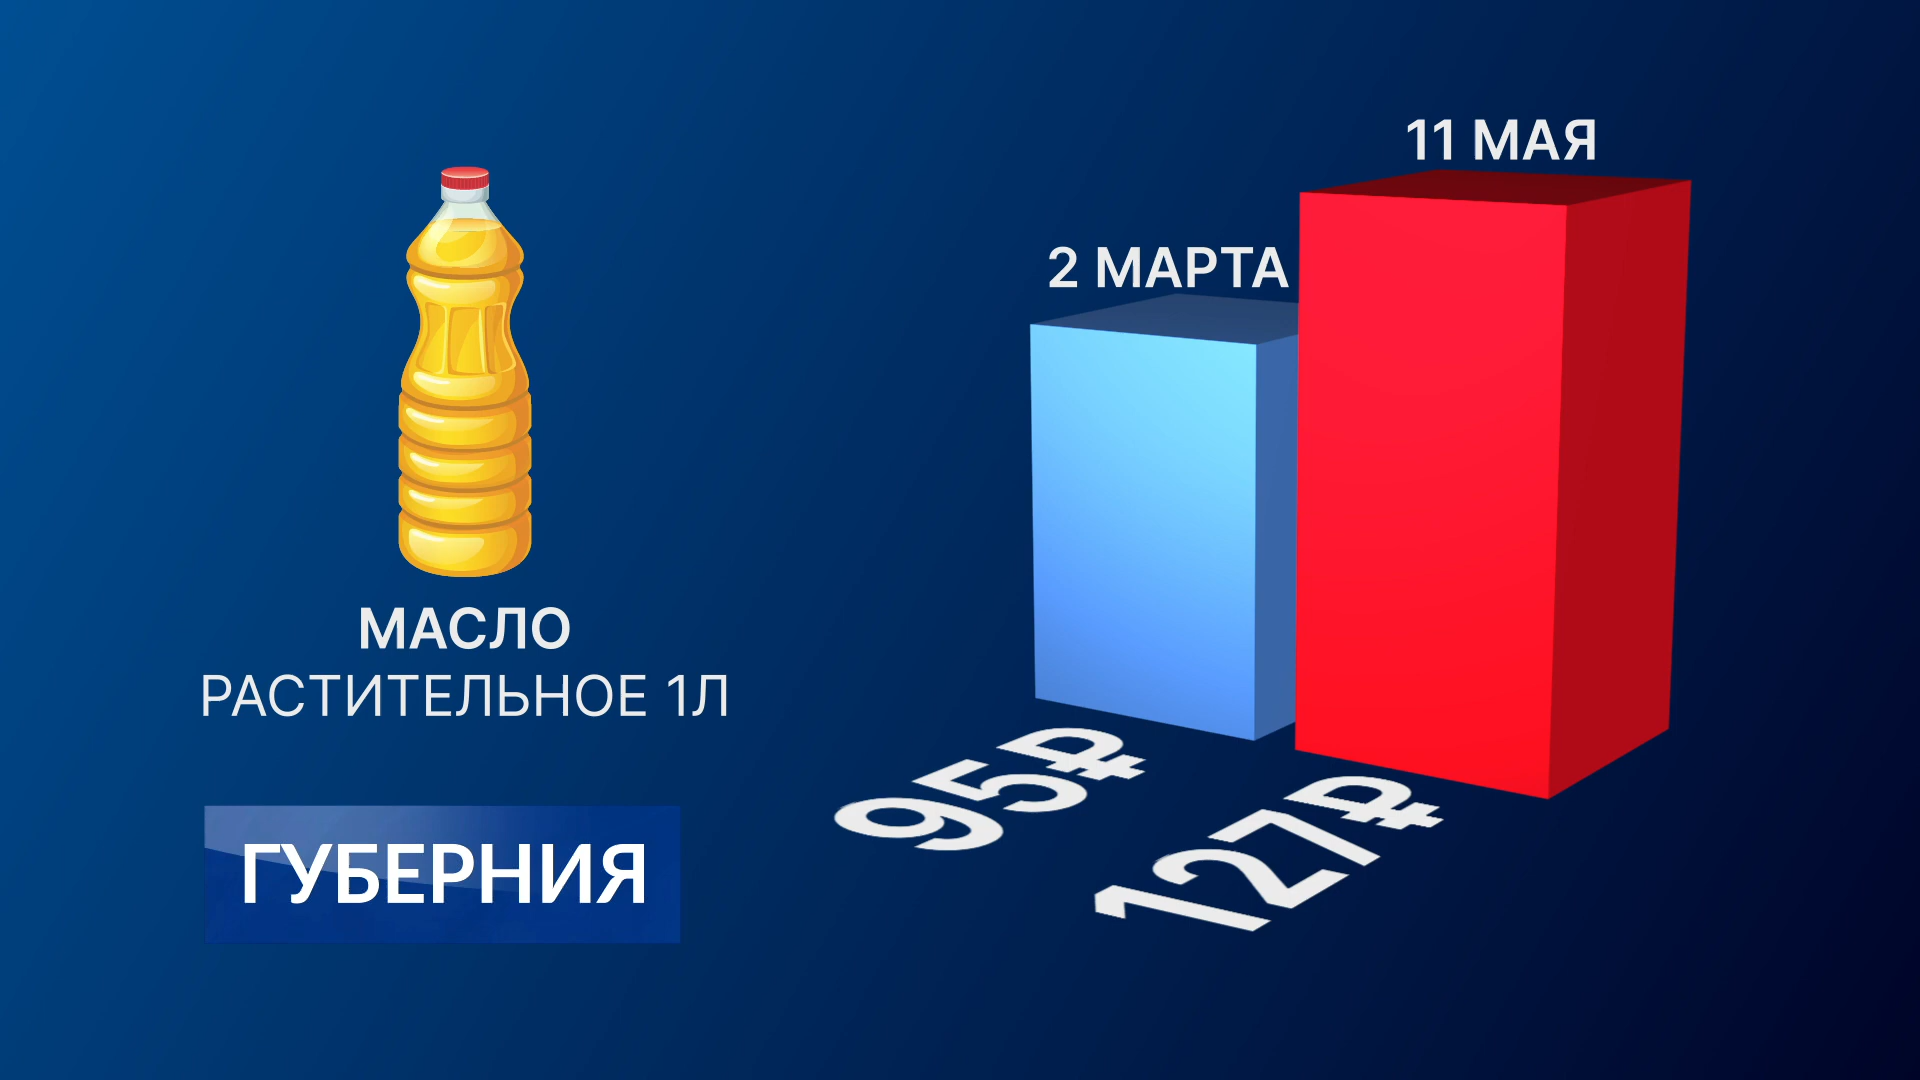 МАСЛО
РАСТИТЕЛЬНОЕ 1Л
ГУБЕРНИЯ
2 МАРТА
11 МАЯ
95₽
127₽